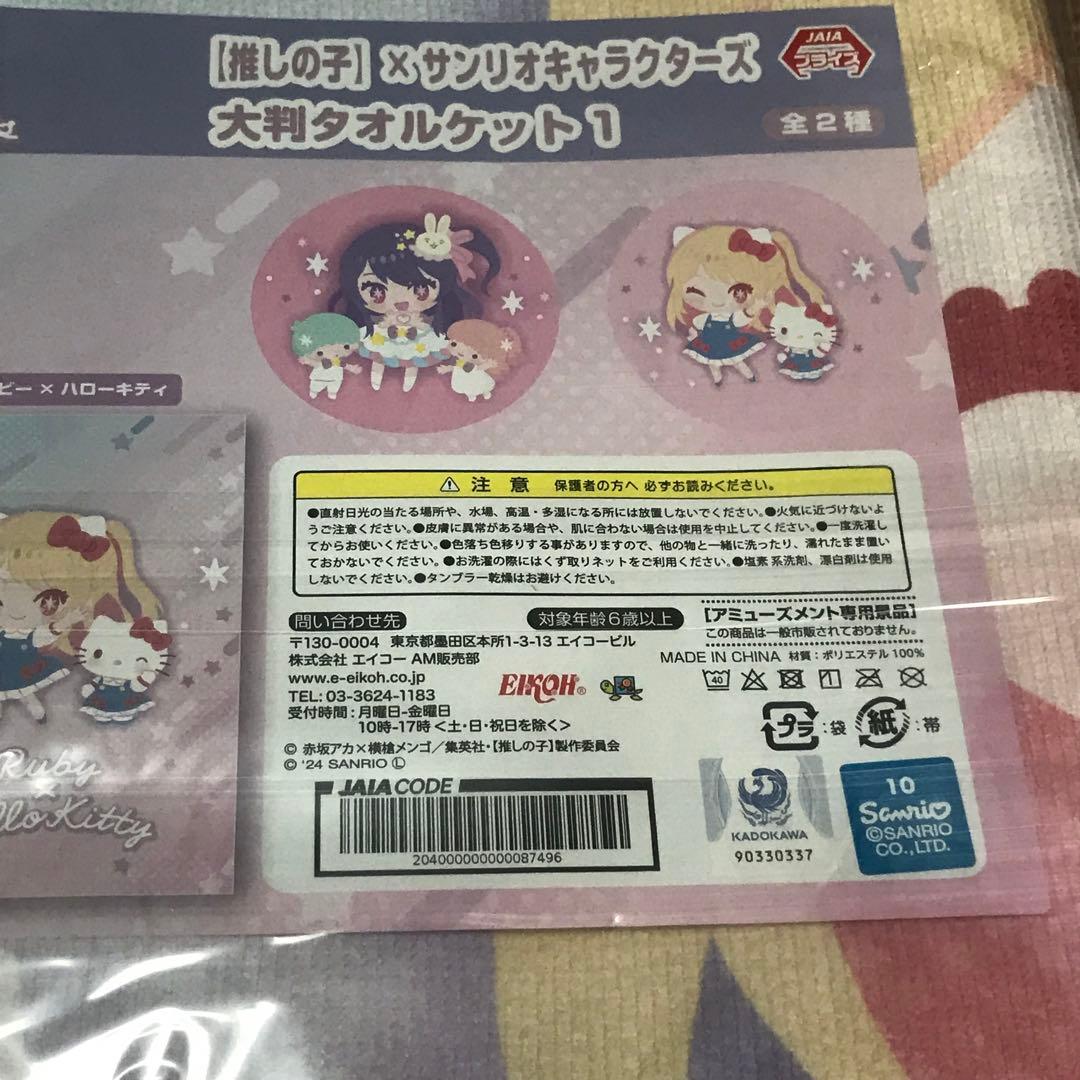 【推しの子】×サンリオキャラクターズ
大判タオルケット1
JAIA
プライズ
全2種
ビー×ハローキティ
Ruby
×
llo Kitty
⚠ 注意 保護者の方へ 必ずお読みください。
●直射日光の当たる場所や、水場、高温・多湿になる所には放置しないでください。●火気に近づけないよ
うご注意ください。●皮膚に異常がある場合や、肌に合わない場合は使用を中止してください。●一度洗濯し
てからお使いください。●色落ち色移りする事がありますので、他の物と一緒に洗ったり、濡れたまま置い
ておかないでください。●お洗濯の際にはくず取りネットをご利用ください。●塩素系洗剤、漂白剤は使用
しないでください。●タンブラー乾燥はお避けください。
問い合わせ先
対象年齢6歳以上
〒130-0004 東京都墨田区本所1-3-13 エイコービル
株式会社 エイコー AM販売部
www.e-eikoh.co.jp
TEL: 03-3624-1183
受付時間:月曜日-金曜日
10時-17時<土・日・祝日を除く>
EIKOH®
【アミューズメント専用景品】
この商品は一般市販されておりません。
MADE IN CHINA 材質:ポリエステル100%
40
プラ:袋 紙:帯
© 赤坂アカ×横槍メンゴ/集英社・【推しの子】製作委員会
© '24 SANRIO Ⓛ
JAIA CODE
204000000000087496
KADOKAWA
90330337
10
Sanrio
©SANRIO
CO.,LTD.